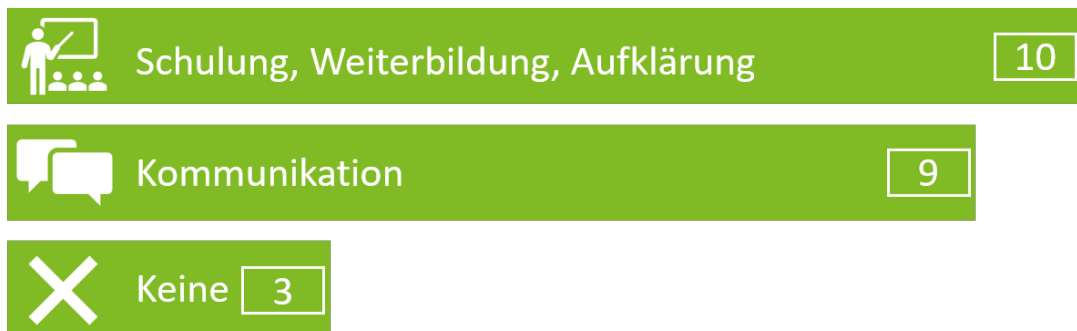 Schulung, Weiterbildung, Aufklärung 10
Kommunikation 9
Keine 3